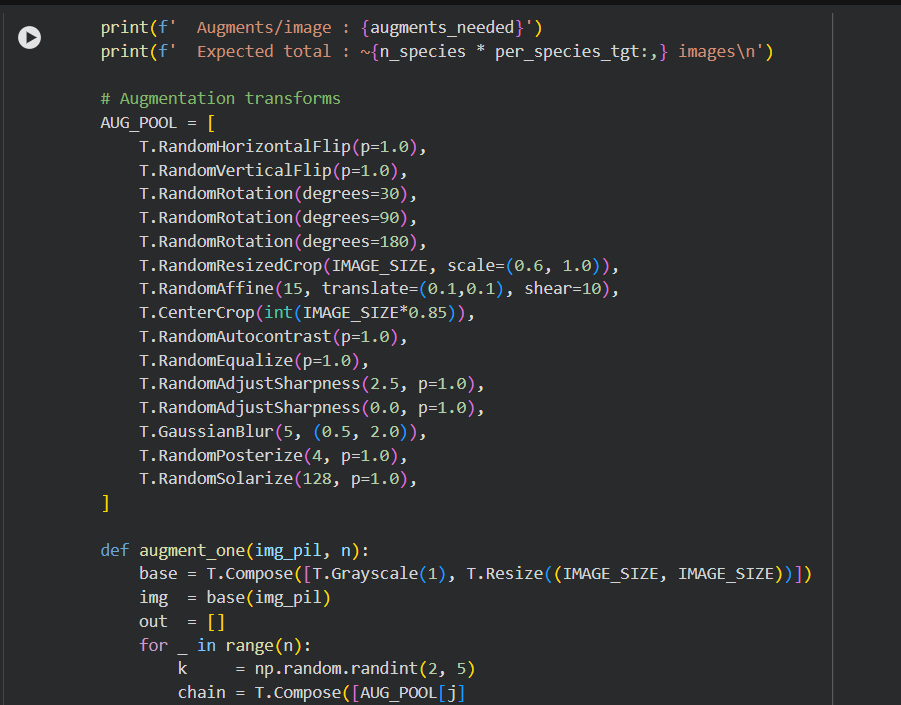 print(f'  Augments/image : {augments_needed}')
print(f'  Expected total : ~{n_species * per_species_tgt:,} images\n')
# Augmentation transforms
AUG_POOL = [
    T.RandomHorizontalFlip(p=1.0),
    T.RandomVerticalFlip(p=1.0),
    T.RandomRotation(degrees=30),
    T.RandomRotation(degrees=90),
    T.RandomRotation(degrees=180),
    T.RandomResizedCrop(IMAGE_SIZE, scale=(0.6, 1.0)),
    T.RandomAffine(15, translate=(0.1,0.1), shear=10),
    T.CenterCrop(int(IMAGE_SIZE*0.85)),
    T.RandomAutocontrast(p=1.0),
    T.RandomEqualize(p=1.0),
    T.RandomAdjustSharpness(2.5, p=1.0),
    T.RandomAdjustSharpness(0.0, p=1.0),
    T.GaussianBlur(5, (0.5, 2.0)),
    T.RandomPosterize(4, p=1.0),
    T.RandomSolarize(128, p=1.0),
]
def augment_one(img_pil, n):
    base = T.Compose([T.Grayscale(1), T.Resize((IMAGE_SIZE, IMAGE_SIZE))])
    img  = base(img_pil)
    out  = []
    for _ in range(n):
        k     = np.random.randint(2, 5)
        chain = T.Compose([AUG_POOL[j]